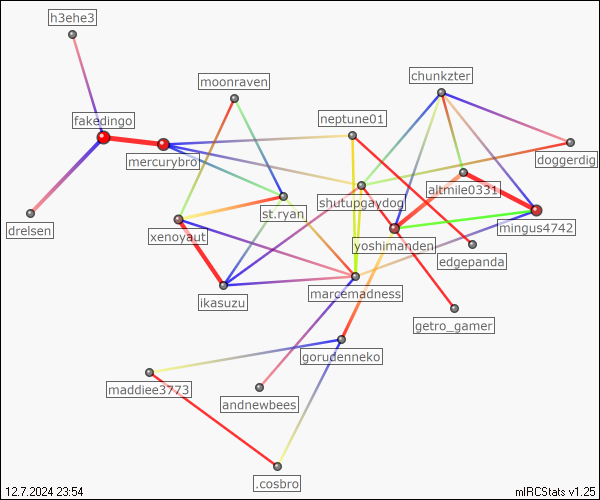 h3ehe3
moonraven
chunkzter
fakedingo
neptune01
mercurybro
doggerdig
altmile0331
shutupgaydog
st.ryan
drelsen
mingus4742
xenoyaut
yoshimanden
edgepanda
ikasuzu
marcemadness
getro_gamer
gorudenneko
maddiee3773
andnewbees
.cosbro
12.7.2024 23:54
mIRCStats v1.25